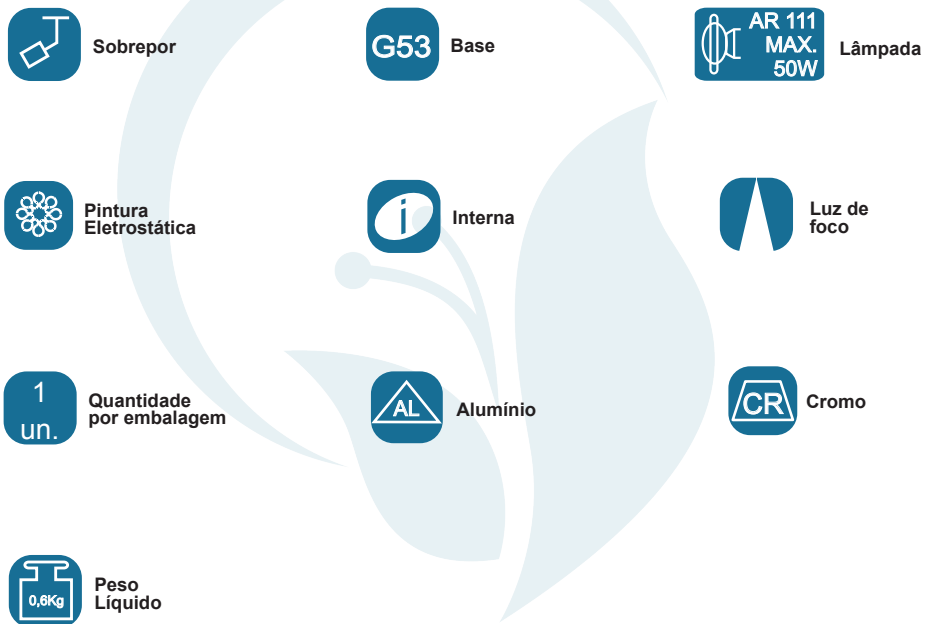 Sobrepor
G53
Base
AR 111
MAX.
50W
Lâmpada
Pintura
Eletrostática
i
Interna
Luz de
foco
1
un.
Quantidade
por embalagem
AL
Alumínio
CR
Cromo
0,6Kg
Peso
Líquido